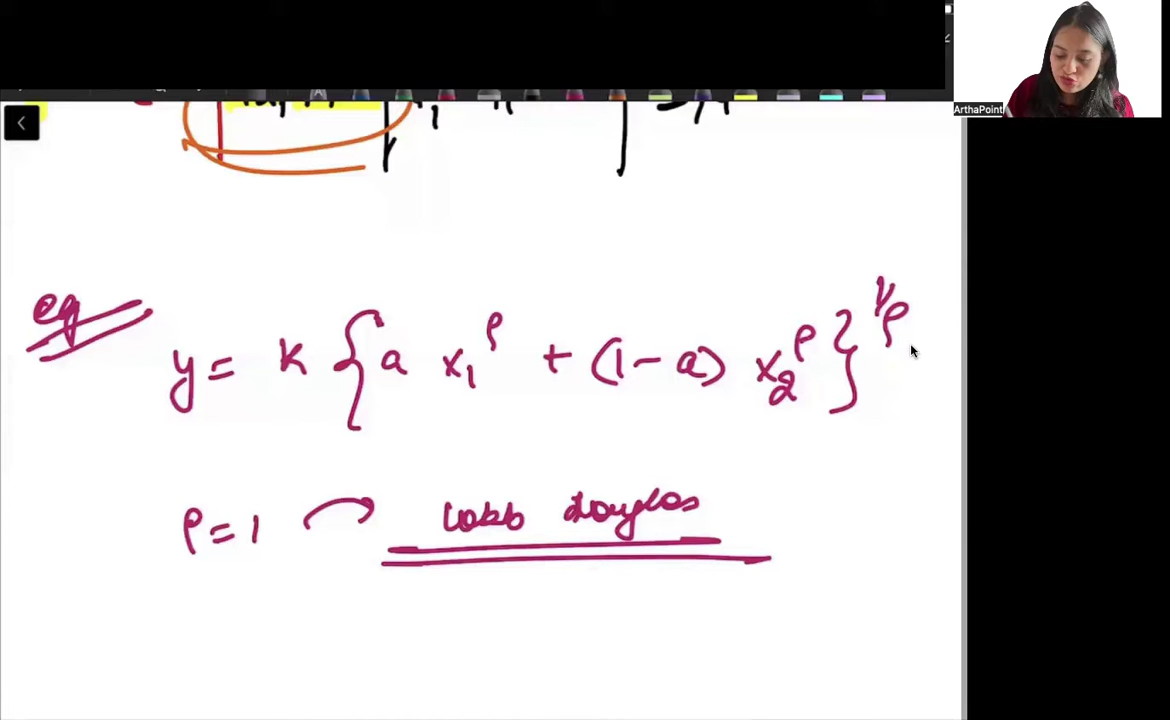 ArthaPoint
eg
y = k { a x₁^ρ + (1 - a) x₂^ρ }^1/ρ
ρ = 1 Cobb Douglas